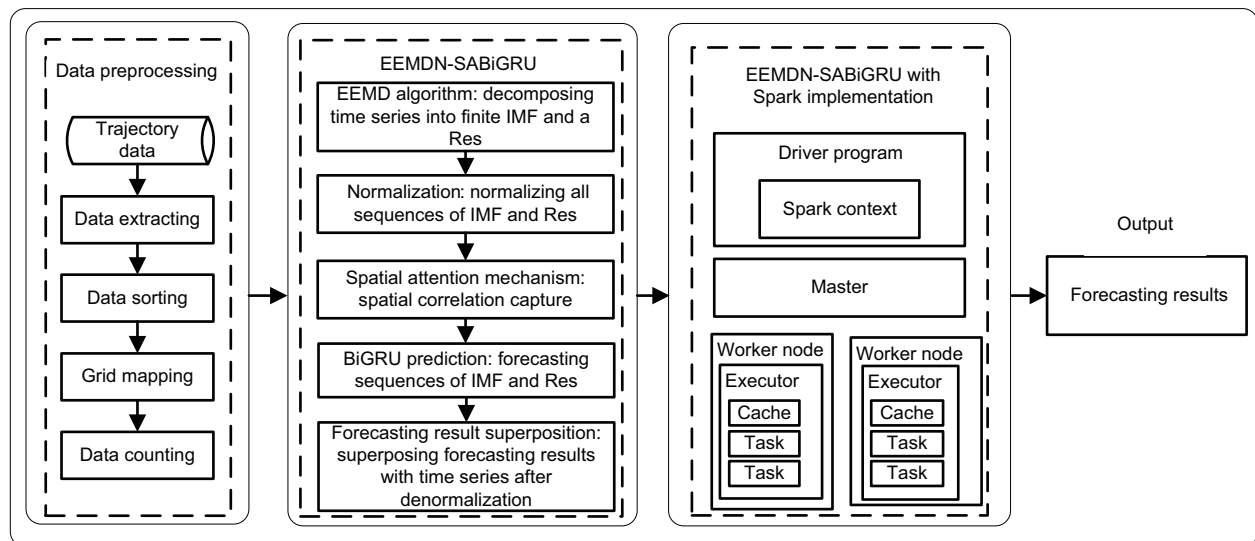 Data preprocessing
Trajectory
data
Data extracting
Data sorting
Grid mapping
Data counting
EEMDN-SABiGRU
EEMD algorithm: decomposing
time series into finite IMF and a
Res
Normalization: normalizing all
sequences of IMF and Res
Spatial attention mechanism:
spatial correlation capture
BiGRU prediction: forecasting
sequences of IMF and Res
Forecasting result superposition:
superposing forecasting results
with time series after
denormalization
EEMDN-SABiGRU with
Spark implementation
Driver program
Spark context
Master
Worker node
Executor
Cache
Task
Task
Worker node
Executor
Cache
Task
Task
Output
Forecasting results